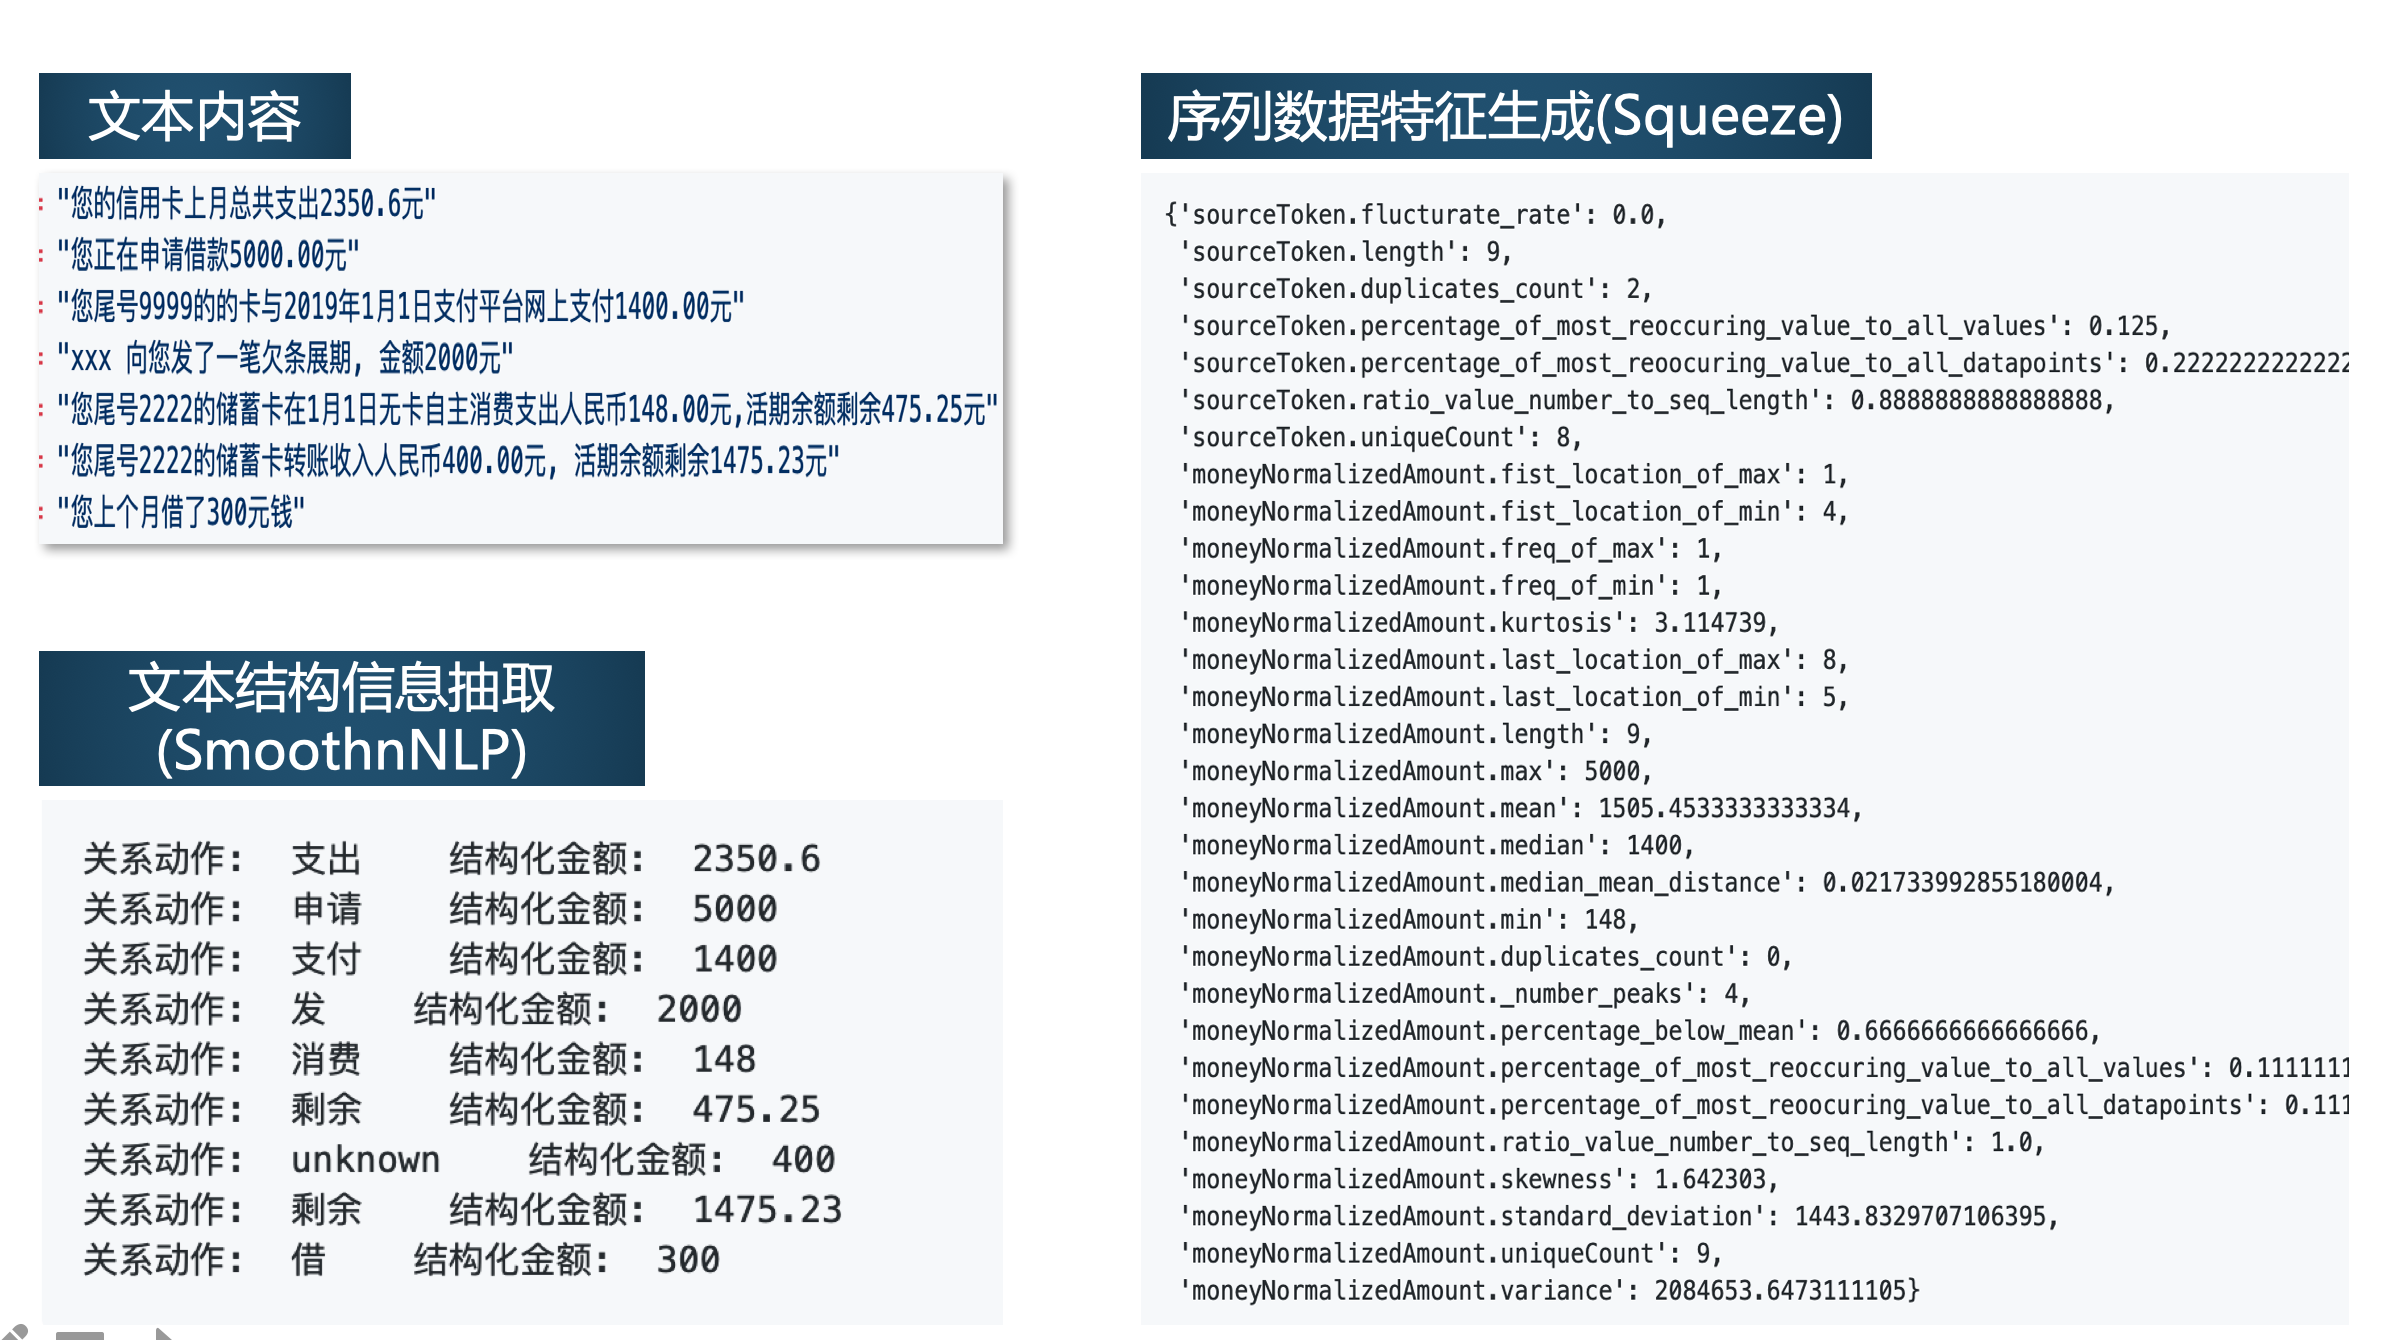 文本内容
: "您的信用卡上月总共支出2350.6元"
: "您正在申请借款5000.00元"
: "您尾号9999的的卡与2019年1月1日支付平台网上支付1400.00元"
: "xxx 向您发了一笔欠条展期, 金额2000元"
: "您尾号2222的储蓄卡在1月1日无卡自主消费支出人民币148.00元,活期余额剩余475.25元"
: "您尾号2222的储蓄卡转账收入人民币400.00元, 活期余额剩余1475.23元"
: "您上个月借了300元钱"
文本结构信息抽取
(SmoothnNLP)
关系动作: 支出 结构化金额: 2350.6
关系动作: 申请 结构化金额: 5000
关系动作: 支付 结构化金额: 1400
关系动作: 发 结构化金额: 2000
关系动作: 消费 结构化金额: 148
关系动作: 剩余 结构化金额: 475.25
关系动作: unknown 结构化金额: 400
关系动作: 剩余 结构化金额: 1475.23
关系动作: 借 结构化金额: 300
序列数据特征生成(Squeeze)
{'sourceToken.flucturate_rate': 0.0,
'sourceToken.length': 9,
'sourceToken.duplicates_count': 2,
'sourceToken.percentage_of_most_reoccuring_value_to_all_values': 0.125,
'sourceToken.percentage_of_most_reoocuring_value_to_all_datapoints': 0.2222222222222
'sourceToken.ratio_value_number_to_seq_length': 0.8888888888888888,
'sourceToken.uniqueCount': 8,
'moneyNormalizedAmount.fist_location_of_max': 1,
'moneyNormalizedAmount.fist_location_of_min': 4,
'moneyNormalizedAmount.freq_of_max': 1,
'moneyNormalizedAmount.freq_of_min': 1,
'moneyNormalizedAmount.kurtosis': 3.114739,
'moneyNormalizedAmount.last_location_of_max': 8,
'moneyNormalizedAmount.last_location_of_min': 5,
'moneyNormalizedAmount.length': 9,
'moneyNormalizedAmount.max': 5000,
'moneyNormalizedAmount.mean': 1505.4533333333334,
'moneyNormalizedAmount.median': 1400,
'moneyNormalizedAmount.median_mean_distance': 0.021733992855180004,
'moneyNormalizedAmount.min': 148,
'moneyNormalizedAmount.duplicates_count': 0,
'moneyNormalizedAmount._number_peaks': 4,
'moneyNormalizedAmount.percentage_below_mean': 0.6666666666666666,
'moneyNormalizedAmount.percentage_of_most_reoccuring_value_to_all_values': 0.1111111
'moneyNormalizedAmount.percentage_of_most_reoocuring_value_to_all_datapoints': 0.111
'moneyNormalizedAmount.ratio_value_number_to_seq_length': 1.0,
'moneyNormalizedAmount.skewness': 1.642303,
'moneyNormalizedAmount.standard_deviation': 1443.8329707106395,
'moneyNormalizedAmount.uniqueCount': 9,
'moneyNormalizedAmount.variance': 2084653.6473111105}